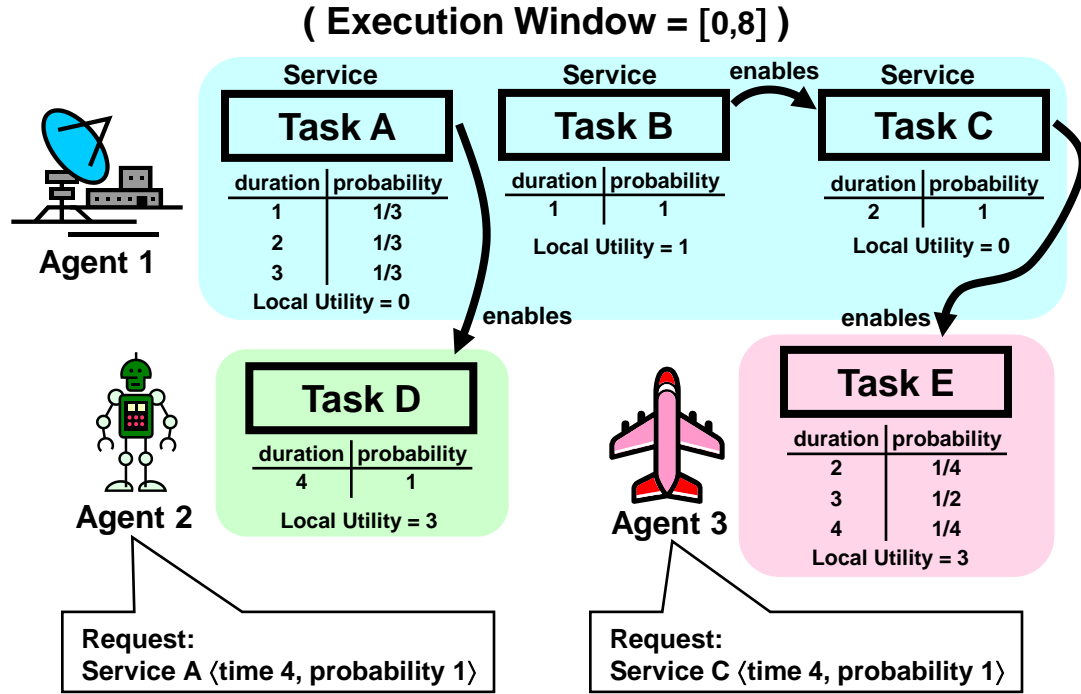 ( Execution Window = [0,8] )
Service
Service
enables
Service
Task A
Task B
Task C
duration probability
1 1/3
2 1/3
3 1/3
Local Utility = 0
duration probability
1 1
Local Utility = 1
duration probability
2 1
Local Utility = 0
Agent 1
enables
enables
Task D
duration probability
4 1
Local Utility = 3
Agent 2
Task E
duration probability
2 1/4
3 1/2
4 1/4
Local Utility = 3
Agent 3
Request:
Service A ⟨time 4, probability 1⟩
Request:
Service C ⟨time 4, probability 1⟩